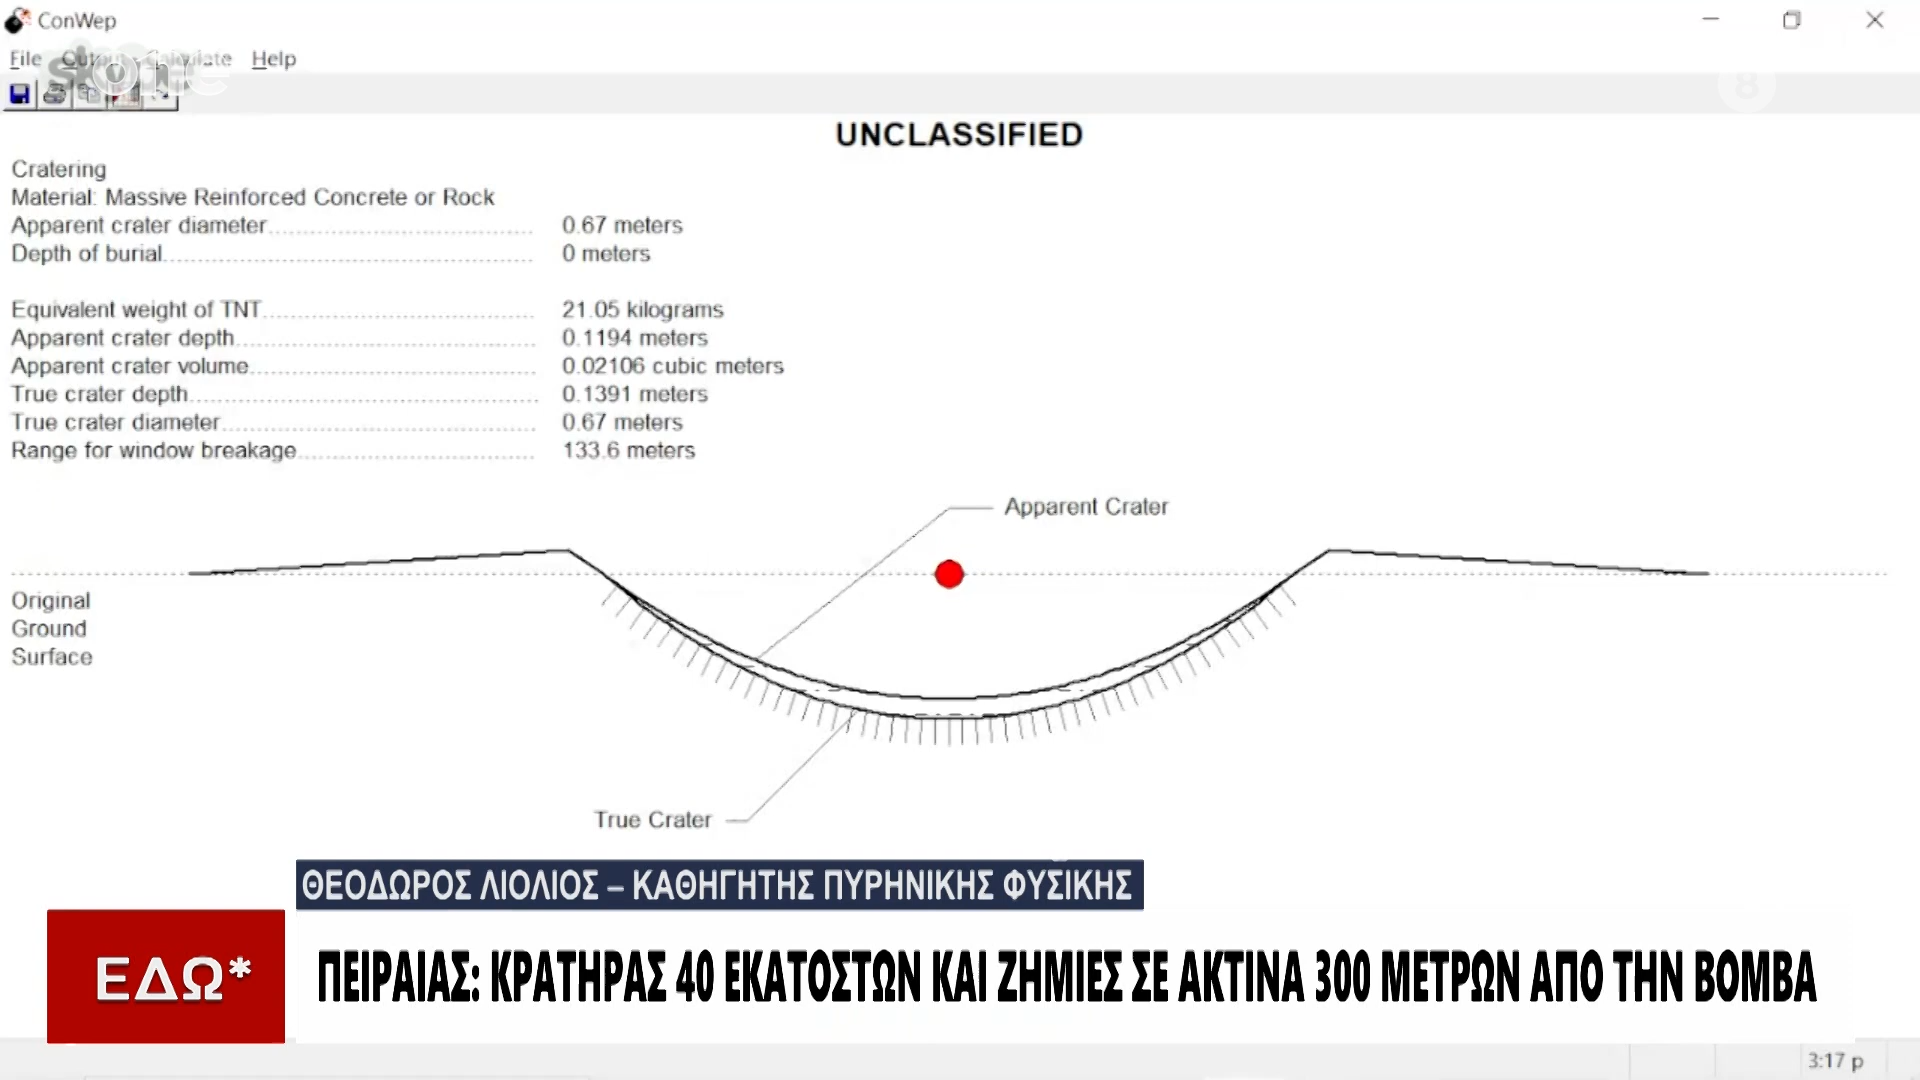 ConWep
File Output Calculate Help
one
8
UNCLASSIFIED
Cratering
Material: Massive Reinforced Concrete or Rock
Apparent crater diameter 0.67 meters
Depth of burial 0 meters
Equivalent weight of TNT 21.05 kilograms
Apparent crater depth 0.1194 meters
Apparent crater volume 0.02106 cubic meters
True crater depth 0.1391 meters
True crater diameter 0.67 meters
Range for window breakage 133.6 meters
Apparent Crater
Original
Ground
Surface
True Crater
ΘΕΟΔΩΡΟΣ ΛΙΟΛΙΟΣ – ΚΑΘΗΓΗΤΗΣ ΠΥΡΗΝΙΚΗΣ ΦΥΣΙΚΗΣ
ΕΔΩ*
ΠΕΙΡΑΙΑΣ: ΚΡΑΤΗΡΑΣ 40 ΕΚΑΤΟΣΤΩΝ ΚΑΙ ΖΗΜΙΕΣ ΣΕ ΑΚΤΙΝΑ 300 ΜΕΤΡΩΝ ΑΠΟ ΤΗΝ ΒΟΜΒΑ
3:17 p